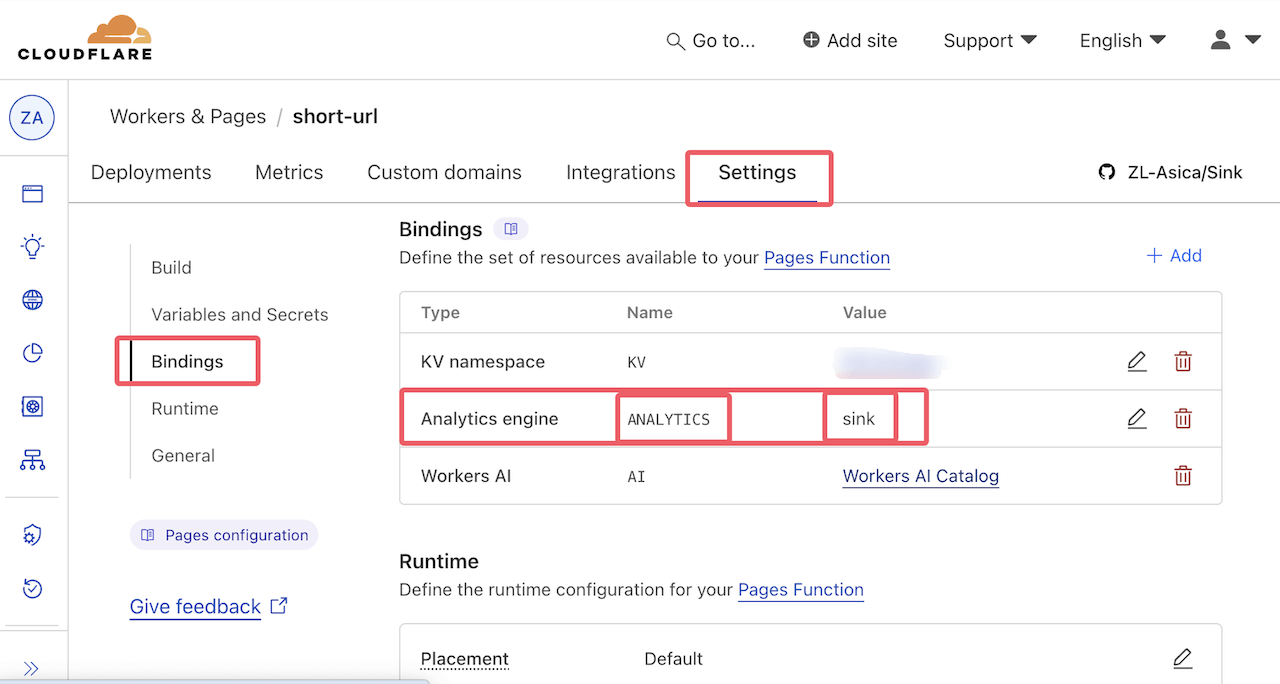 CLOUDFLARE
Go to... Add site Support English
ZA
Workers & Pages / short-url
Deployments Metrics Custom domains Integrations Settings ZL-Asica/Sink
Build
Variables and Secrets
Bindings
Runtime
General
Pages configuration
Give feedback
Bindings
Define the set of resources available to your Pages Function
+ Add
Type Name Value
KV namespace KV
Analytics engine ANALYTICS sink
Workers AI AI Workers AI Catalog
Runtime
Define the runtime configuration for your Pages Function
Placement Default